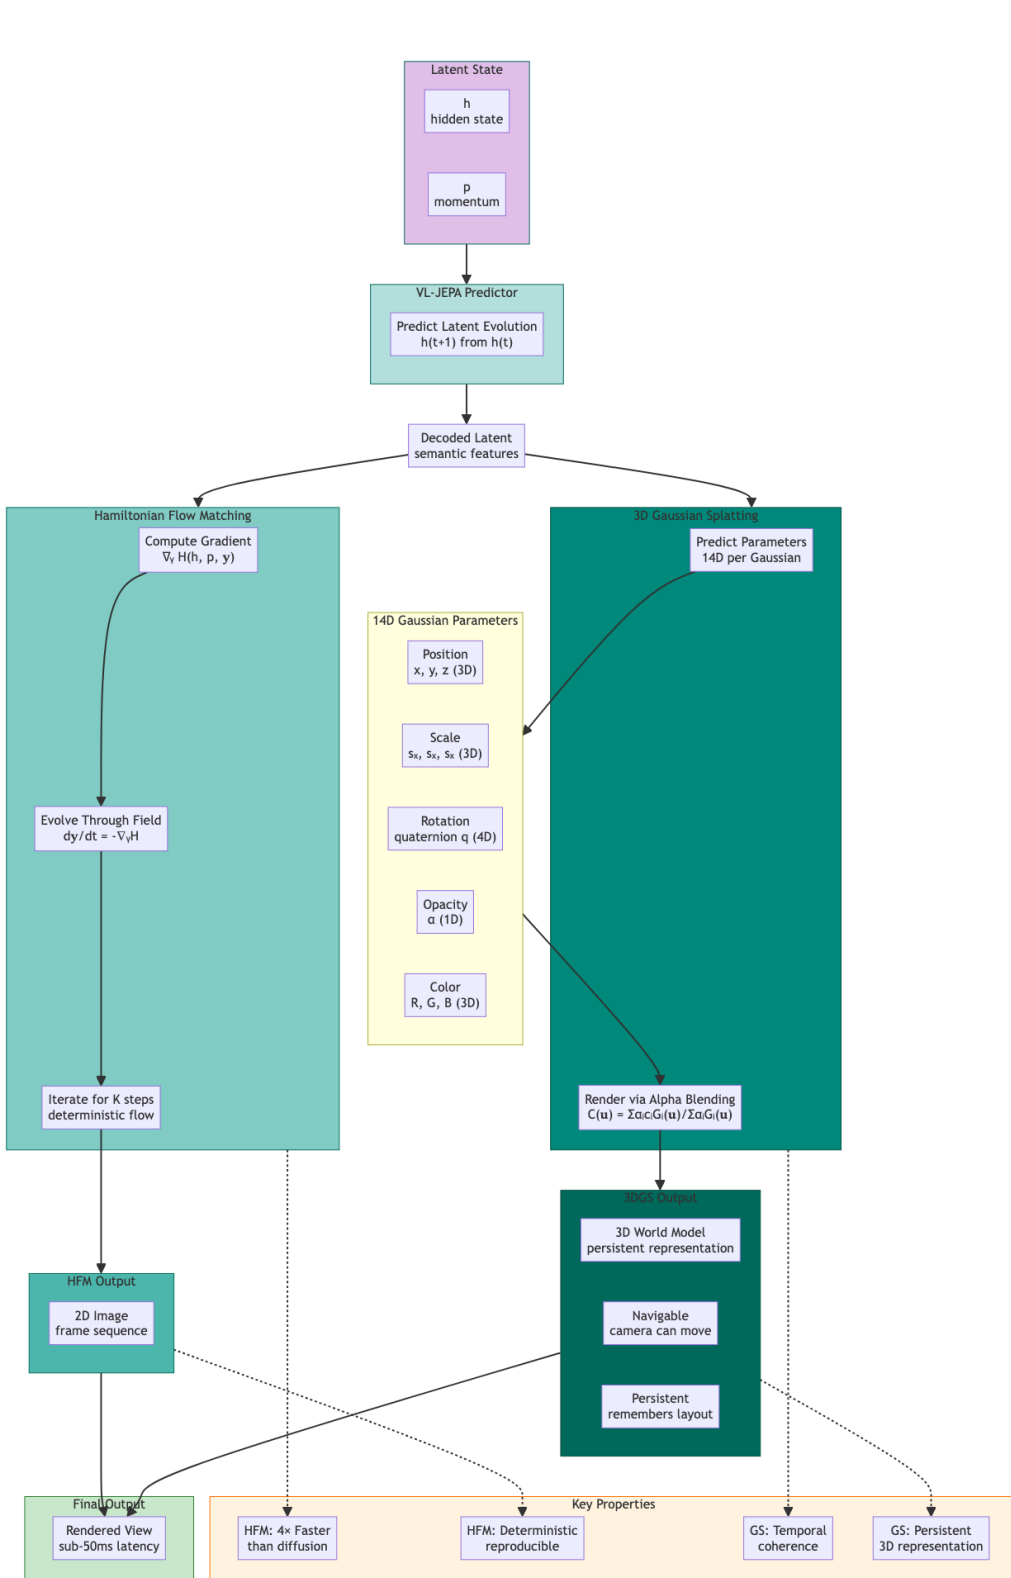 Latent State
h
hidden state
p
momentum
VL-JEPA Predictor
Predict Latent Evolution
h(t+1) from h(t)
Decoded Latent
semantic features
Hamiltonian Flow Matching
Compute Gradient
∇ᵧ H(h, p, 𝐲)
Evolve Through Field
d𝐲/dt = -∇ᵧH
Iterate for K steps
deterministic flow
3D Gaussian Splatting
Predict Parameters
14D per Gaussian
14D Gaussian Parameters
Position
x, y, z (3D)
Scale
sₓ, sₓ, sₓ (3D)
Rotation
quaternion q (4D)
Opacity
α (1D)
Color
R, G, B (3D)
Render via Alpha Blending
C(𝐮) = ΣαᵢcᵢGᵢ(𝐮)/ΣαᵢGᵢ(𝐮)
HFM Output
2D Image
frame sequence
3DGS Output
3D World Model
persistent representation
Navigable
camera can move
Persistent
remembers layout
Final Output
Rendered View
sub-50ms latency
Key Properties
HFM: 4× Faster
than diffusion
HFM: Deterministic
reproducible
GS: Temporal
coherence
GS: Persistent
3D representation